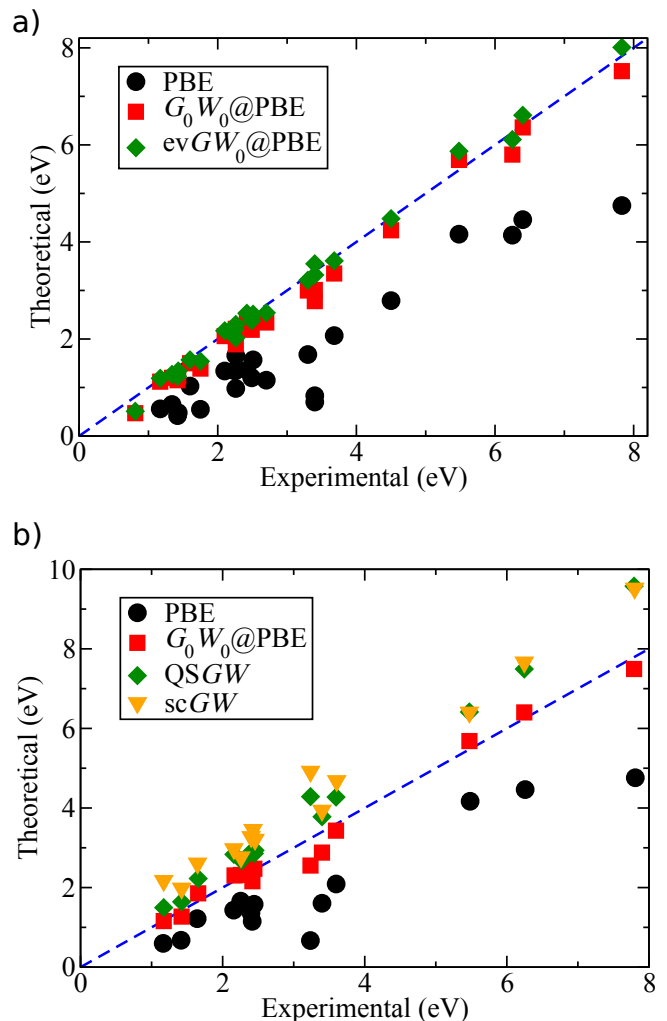 a)
8
6
4
2
0
Theoretical (eV)
PBE
G₀W₀@PBE
evGW₀@PBE
0
2
4
6
8
Experimental (eV)
b)
10
8
6
4
2
0
Theoretical (eV)
PBE
G₀W₀@PBE
QSGW
scGW
0
2
4
6
8
Experimental (eV)